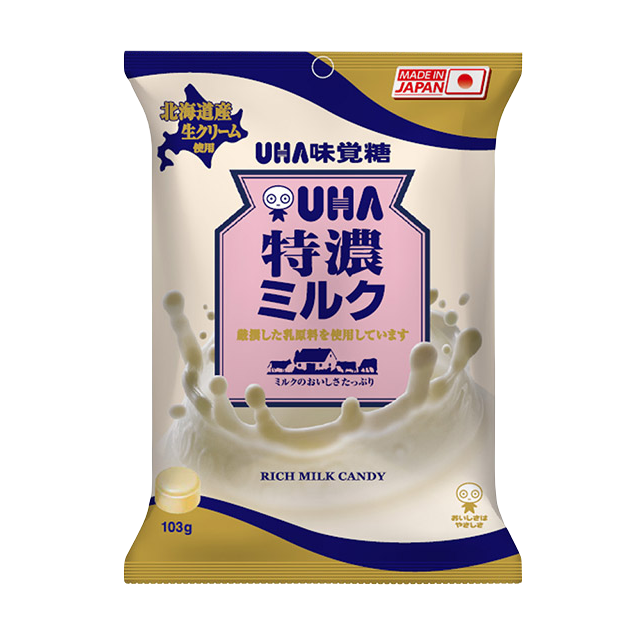 MADE IN
JAPAN
北海道産
生クリーム
使用
UHA味覚糖
UHA
特濃
ミルク
厳選した乳原料を使用しています
ミルクのおいしさたっぷり
RICH MILK CANDY
103g
おいしさは
やさしさ